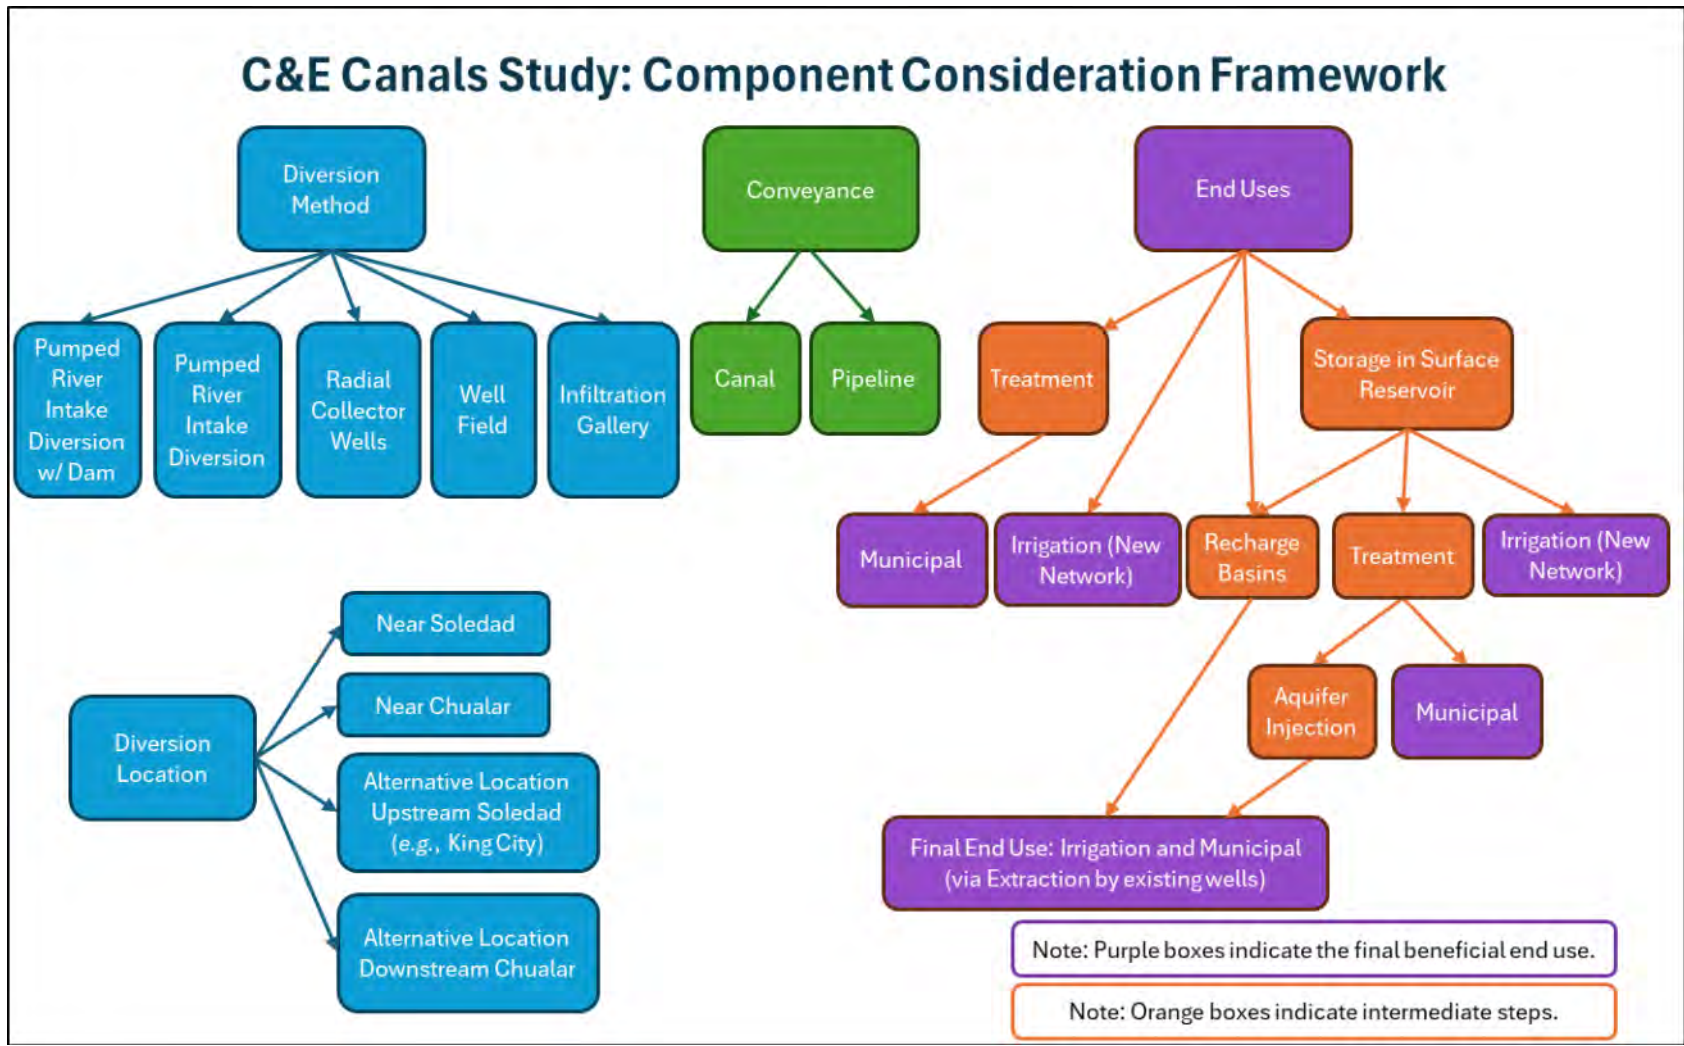 C&E Canals Study: Component Consideration Framework
Diversion
Method
Conveyance
End Uses
Pumped
River
Intake
Diversion
w/ Dam
Pumped
River
Intake
Diversion
Radial
Collector
Wells
Well
Field
Infiltration
Gallery
Canal
Pipeline
Treatment
Storage in Surface
Reservoir
Municipal
Irrigation (New
Network)
Recharge
Basins
Treatment
Irrigation (New
Network)
Aquifer
Injection
Municipal
Final End Use: Irrigation and Municipal
(via Extraction by existing wells)
Diversion
Location
Near Soledad
Near Chualar
Alternative Location
Upstream Soledad
(e.g., King City)
Alternative Location
Downstream Chualar
Note: Purple boxes indicate the final beneficial end use.
Note: Orange boxes indicate intermediate steps.